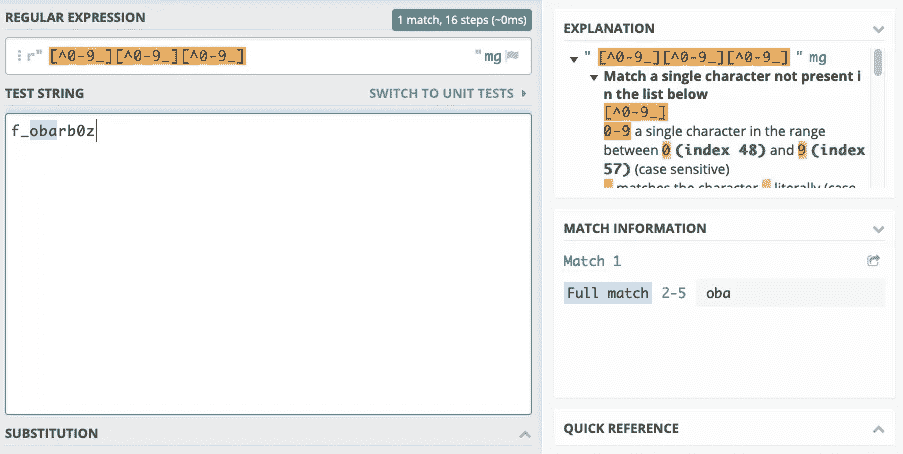 REGULAR EXPRESSION
1 match, 16 steps (~0ms)
r" [^0-9_][^0-9_][^0-9_] " mg
TEST STRING
SWITCH TO UNIT TESTS
f_obarb0z
SUBSTITUTION
EXPLANATION
" [^0-9_][^0-9_][^0-9_] " mg
Match a single character not present i
n the list below
[^0-9_]
0-9 a single character in the range
between 0 (index 48) and 9 (index
57) (case sensitive)
_ matches the character _ literally (case
MATCH INFORMATION
Match 1
Full match 2-5 oba
QUICK REFERENCE